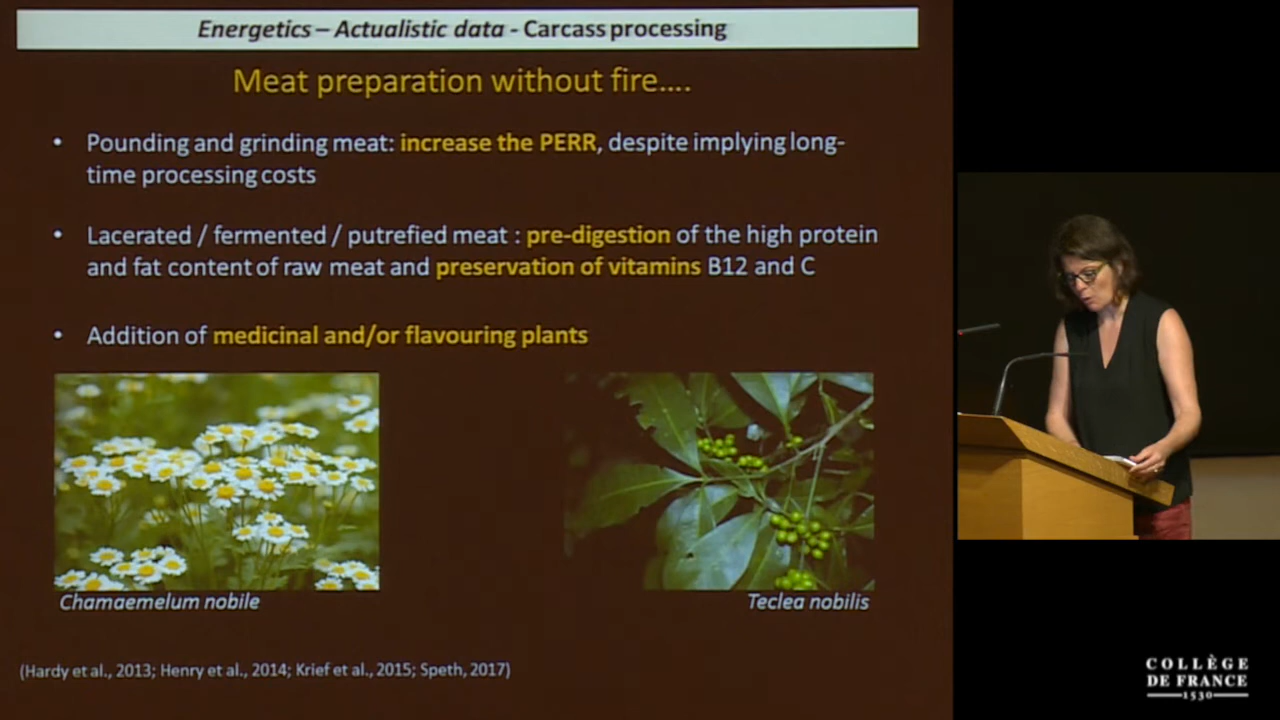 Energetics – Actualistic data - Carcass processing
Meat preparation without fire....
• Pounding and grinding meat: increase the PERR, despite implying long-
time processing costs
• Lacerated / fermented / putrefied meat : pre-digestion of the high protein
and fat content of raw meat and preservation of vitamins B12 and C
• Addition of medicinal and/or flavouring plants
Chamaemelum nobile
Teclea nobilis
(Hardy et al., 2013; Henry et al., 2014; Krief et al., 2015; Speth, 2017)
COLLÈGE
DE FRANCE
1530